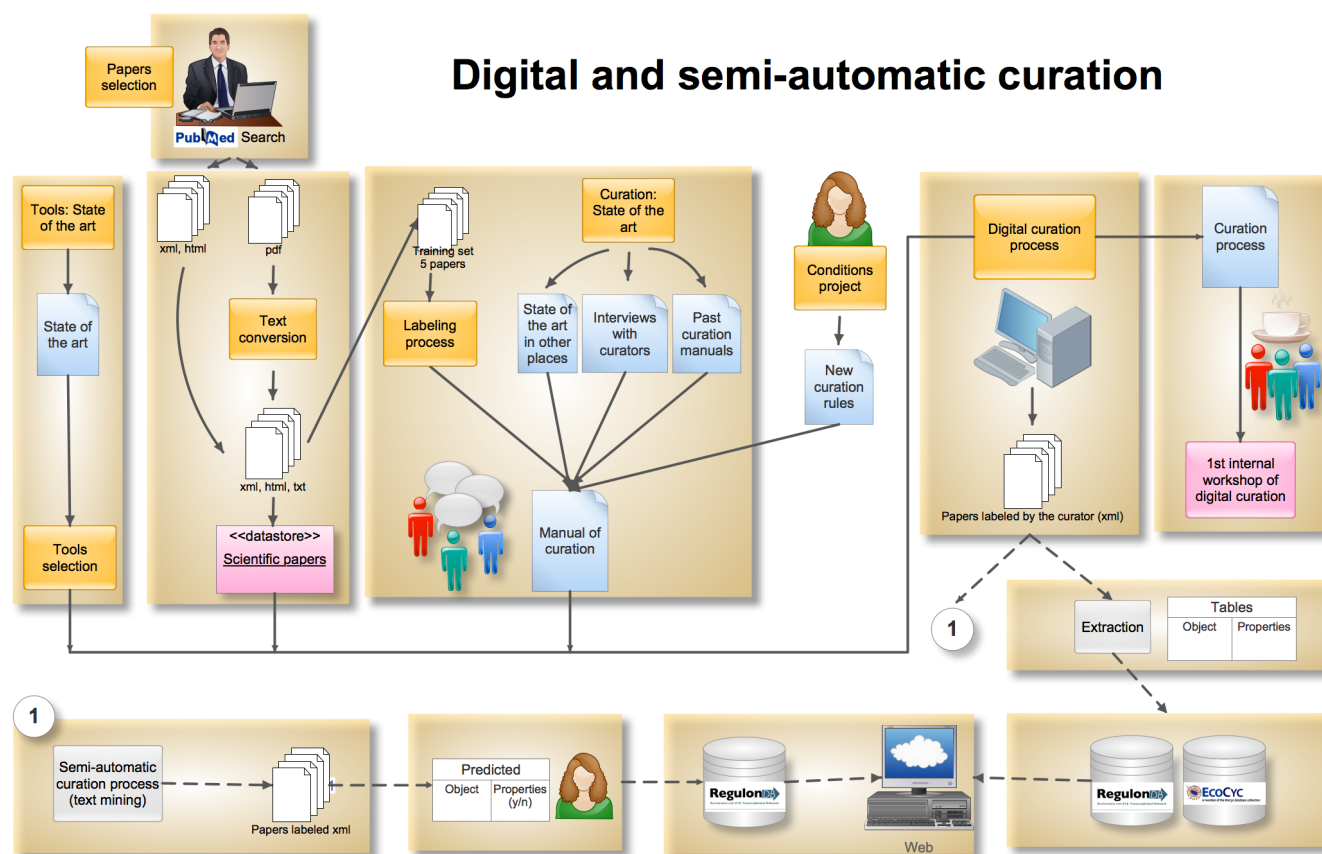 Digital and semi-automatic curation
Papers
selection
PubMed Search
Tools: State
of the art
State of
the art
Tools
selection
xml, html
pdf
Text
conversion
xml, html, txt
<<datastore>>
Scientific papers
Training set
5 papers
Labeling
process
Curation:
State of the
art
State of
the art
in other
places
Interviews
with
curators
Past
curation
manuals
Manual of
curation
Conditions
project
New
curation
rules
Digital curation
process
Papers labeled by the curator (xml)
Curation
process
1st internal
workshop of
digital curation
1
Extraction
Tables
Object
Properties
1
Semi-automatic
curation process
(text mining)
Papers labeled xml
Predicted
Object
Properties
(y/n)
RegulonDB
Web
RegulonDB
EcoCyc